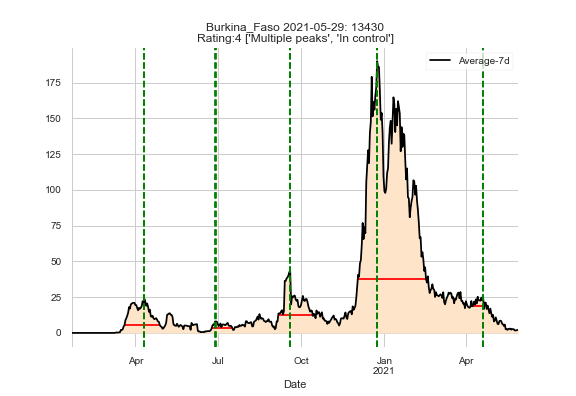 Burkina_Faso 2021-05-29: 13430
Rating:4 ['Multiple peaks', 'In control']
Average-7d
175
150
125
100
75
50
25
0
Apr
Jul
Oct
Jan
2021
Apr
Date